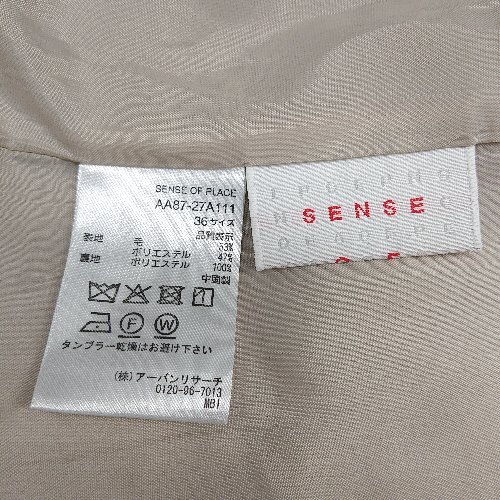 SENSE OF PLACE
AA87-27A111
36サイズ
品質表示
表地 毛 53%
ポリエステル 47%
裏地 ポリエステル 100%
中国製
F W
タンブラー乾燥はお避け下さい
(株)アーバンリサーチ
0120-96-7013
MB1
SENSE